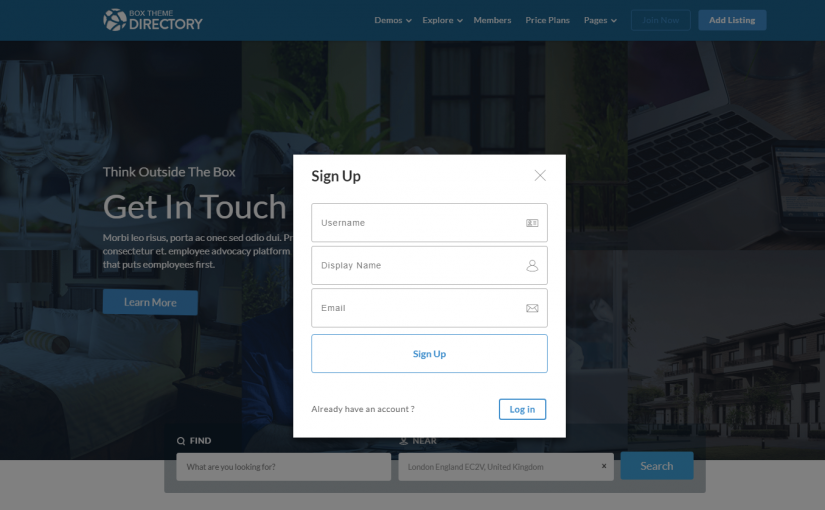 BOX THEME
DIRECTORY
Demos
Explore
Members
Price Plans
Pages
Join Now
Add Listing
Think Outside The Box
Get In Touch
Morbi leo risus, porta ac onec sed odio dui. Pr
consectetur et, employee advocacy platform
that puts eomployees first.
Learn More
Sign Up
Username
Display Name
Email
Sign Up
Already have an account ?
Log in
FIND
NEAR
What are you looking for?
London England EC2V, United Kingdom
x
Search